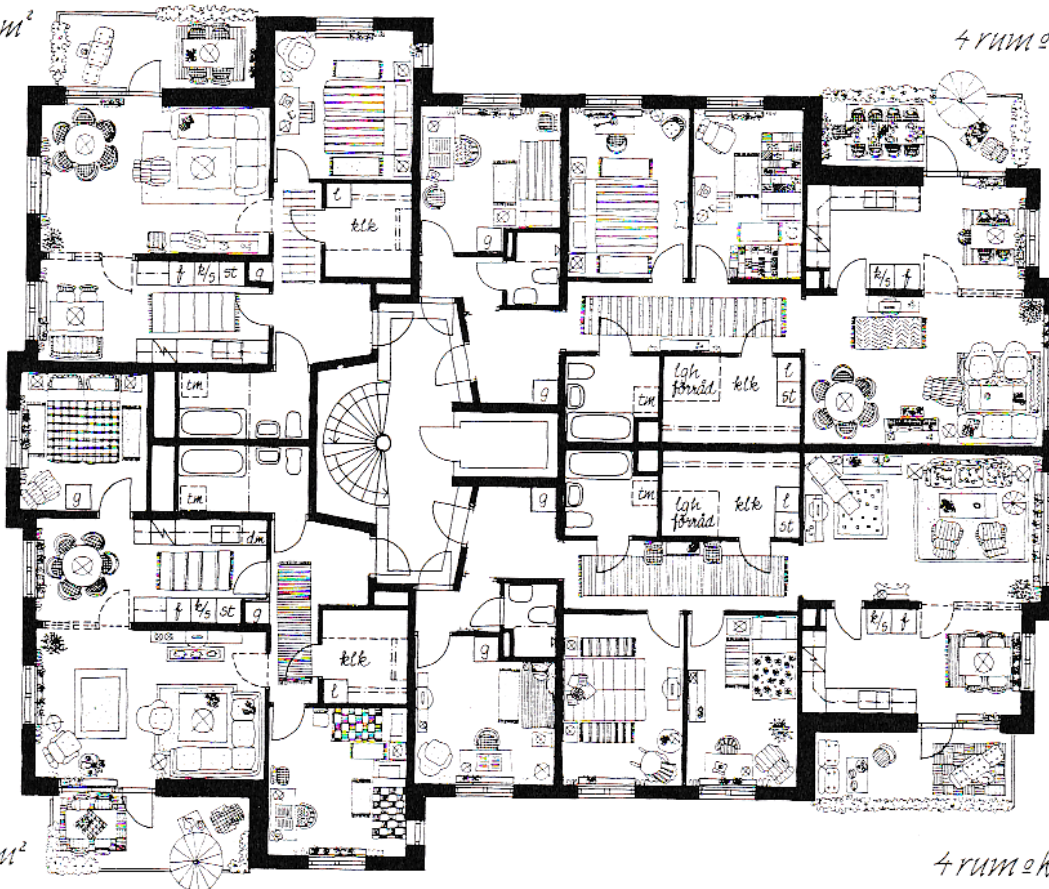 m²
4 rum o
l
klk
f k/s st g
g
k/s f
tm
lgh
förråd
klk
l
st
tm
g
g
tm
g
tm
lgh
förråd
klk
l
st
dm
f k/s st g
k/s f
klk
l
g
m²
4 rum o k